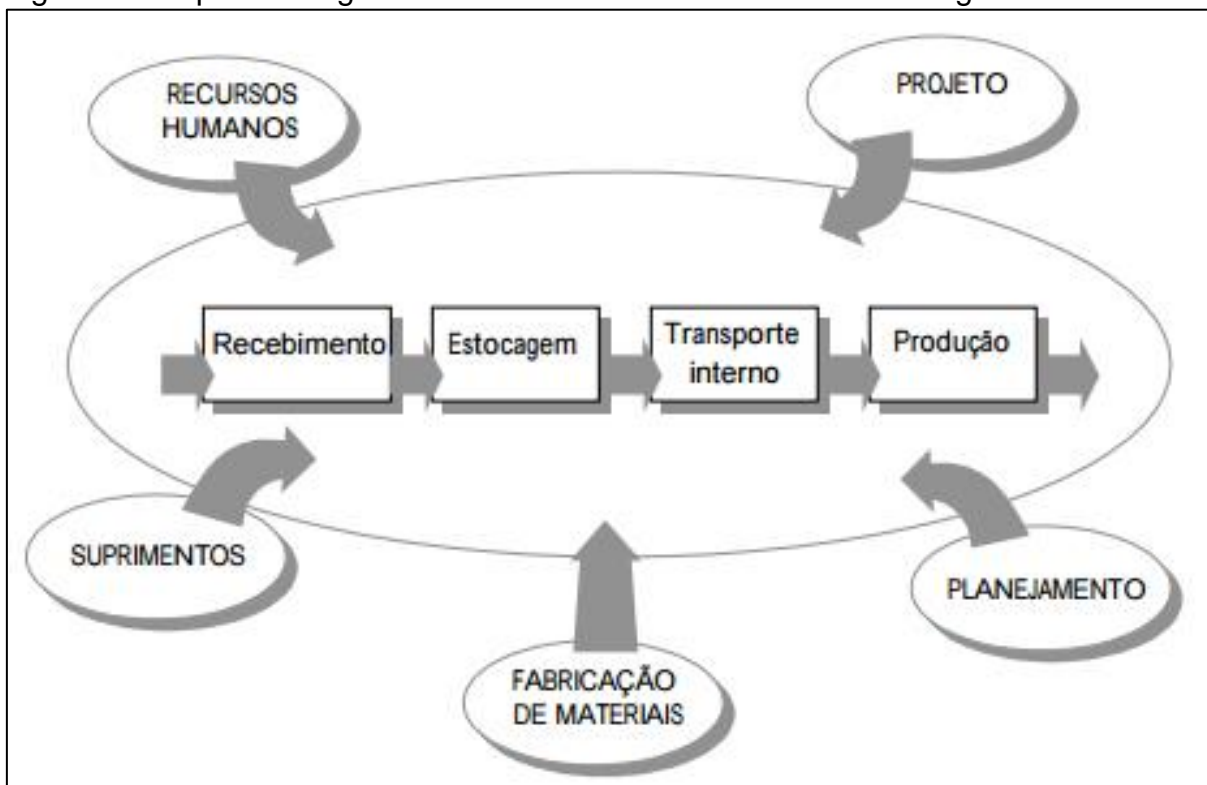 RECURSOS
HUMANOS
PROJETO
Recebimento
Estocagem
Transporte
interno
Produção
SUPRIMENTOS
PLANEJAMENTO
FABRICAÇÃO
DE MATERIAIS